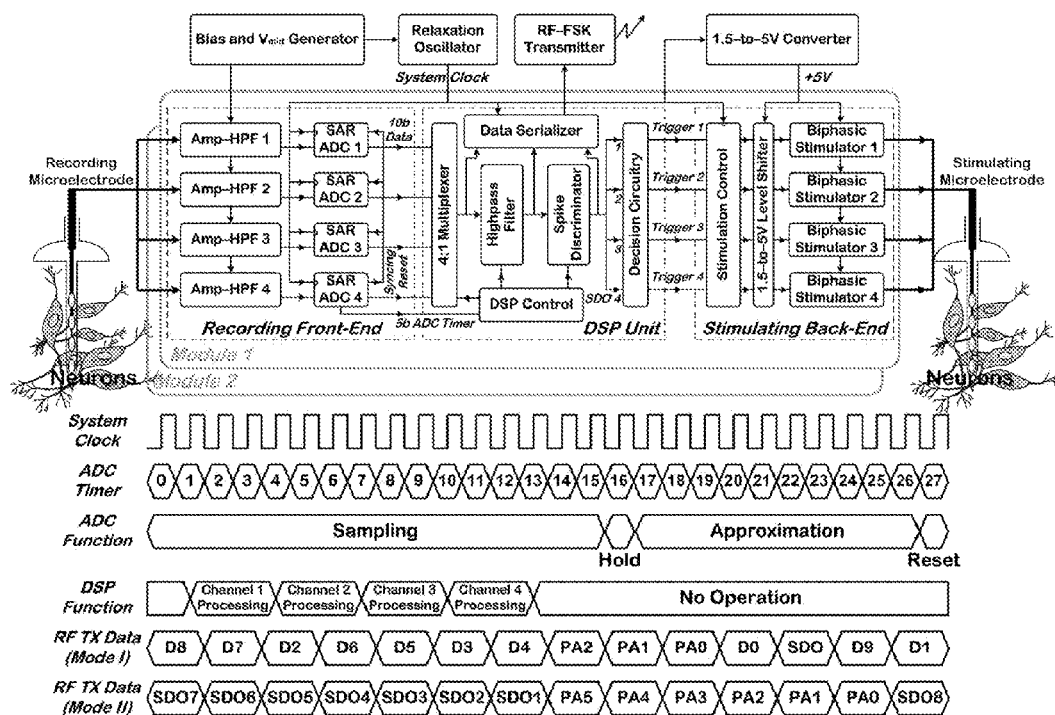 Bias and Vmid Generator
Relaxation Oscillator
RF–FSK Transmitter
1.5–to–5V Converter
System Clock
+5V
Recording Microelectrode
Amp–HPF 1
Amp–HPF 2
Amp–HPF 3
Amp–HPF 4
SAR ADC 1
SAR ADC 2
SAR ADC 3
SAR ADC 4
10b Data
Syncing Reset
4:1 Multiplexer
Data Serializer
Highpass Filter
Spike Discriminator
DSP Control
5b ADC Timer
1
2
3
SDO 4
Decision Circuitry
Trigger 1
Trigger 2
Trigger 3
Trigger 4
Stimulation Control
1.5–to–5V Level Shifter
Biphasic Stimulator 1
Biphasic Stimulator 2
Biphasic Stimulator 3
Biphasic Stimulator 4
Stimulating Microelectrode
Recording Front–End
DSP Unit
Stimulating Back–End
Module 1
Module 2
Neurons
Neurons
System Clock
ADC Timer
0 1 2 3 4 5 6 7 8 9 10 11 12 13 14 15 16 17 18 19 20 21 22 23 24 25 26 27
ADC Function
Sampling
Hold
Approximation
Reset
DSP Function
Channel 1 Processing
Channel 2 Processing
Channel 3 Processing
Channel 4 Processing
No Operation
RF TX Data (Mode I)
D8 D7 D2 D6 D5 D3 D4 PA2 PA1 PA0 D0 SDO D9 D1
RF TX Data (Mode II)
SDO7 SDO6 SDO5 SDO4 SDO3 SDO2 SDO1 PA5 PA4 PA3 PA2 PA1 PA0 SDO8